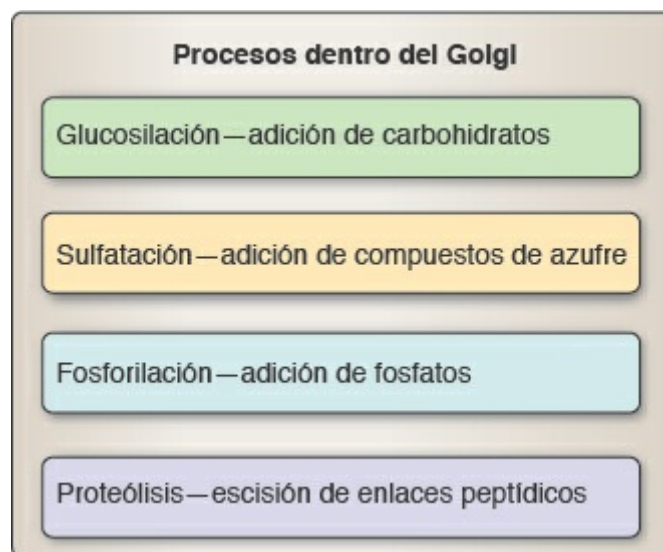 Procesos dentro del Golgi
Glucosilación—adición de carbohidratos
Sulfatación—adición de compuestos de azufre
Fosforilación—adición de fosfatos
Proteólisis—escisión de enlaces peptídicos